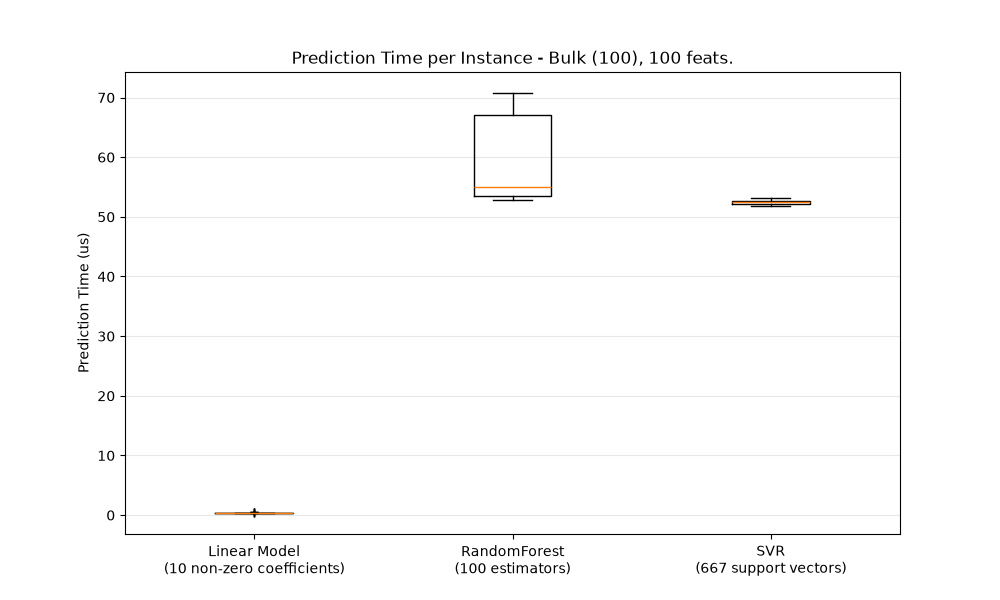 Prediction Time per Instance - Bulk (100), 100 feats.
70
60
50
40
30
20
10
0
Prediction Time (us)
Linear Model
(10 non-zero coefficients)
RandomForest
(100 estimators)
SVR
(667 support vectors)